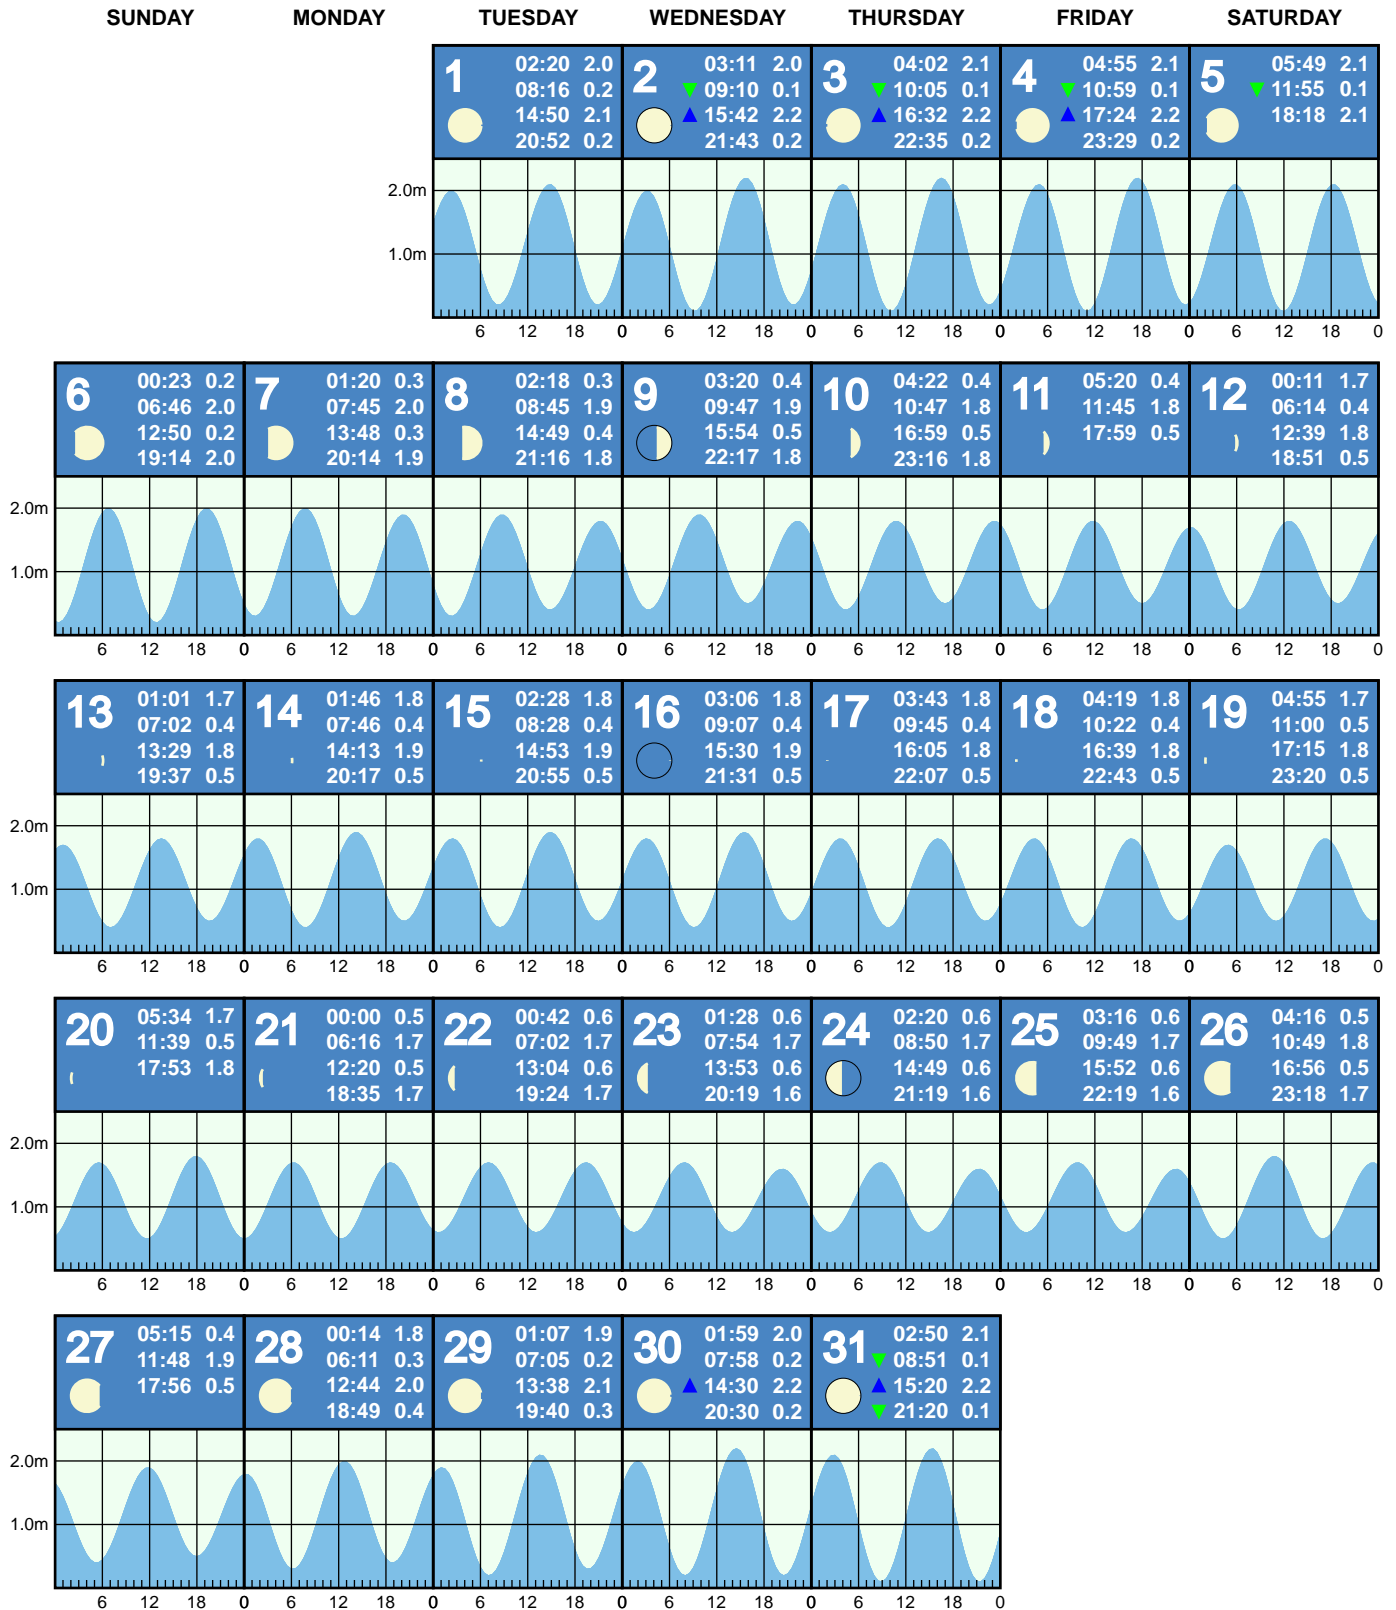 SUNDAY MONDAY TUESDAY WEDNESDAY THURSDAY FRIDAY SATURDAY
1 02:20 2.0
08:16 0.2
14:50 2.1
20:52 0.2
2 03:11 2.0
09:10 0.1
15:42 2.2
21:43 0.2
3 04:02 2.1
10:05 0.1
16:32 2.2
22:35 0.2
4 04:55 2.1
10:59 0.1
17:24 2.2
23:29 0.2
5 05:49 2.1
11:55 0.1
18:18 2.1
2.0m
1.0m
6 12 18 0 6 12 18 0 6 12 18 0 6 12 18 0 6 12 18 0
6 00:23 0.2
06:46 2.0
12:50 0.2
19:14 2.0
7 01:20 0.3
07:45 2.0
13:48 0.3
20:14 1.9
8 02:18 0.3
08:45 1.9
14:49 0.4
21:16 1.8
9 03:20 0.4
09:47 1.9
15:54 0.5
22:17 1.8
10 04:22 0.4
10:47 1.8
16:59 0.5
23:16 1.8
11 05:20 0.4
11:45 1.8
17:59 0.5
12 00:11 1.7
06:14 0.4
12:39 1.8
18:51 0.5
2.0m
1.0m
6 12 18 0 6 12 18 0 6 12 18 0 6 12 18 0 6 12 18 0 6 12 18 0 6 12 18 0
13 01:01 1.7
07:02 0.4
13:29 1.8
19:37 0.5
14 01:46 1.8
07:46 0.4
14:13 1.9
20:17 0.5
15 02:28 1.8
08:28 0.4
14:53 1.9
20:55 0.5
16 03:06 1.8
09:07 0.4
15:30 1.9
21:31 0.5
17 03:43 1.8
09:45 0.4
16:05 1.8
22:07 0.5
18 04:19 1.8
10:22 0.4
16:39 1.8
22:43 0.5
19 04:55 1.7
11:00 0.5
17:15 1.8
23:20 0.5
2.0m
1.0m
6 12 18 0 6 12 18 0 6 12 18 0 6 12 18 0 6 12 18 0 6 12 18 0 6 12 18 0
20 05:34 1.7
11:39 0.5
17:53 1.8
21 00:00 0.5
06:16 1.7
12:20 0.5
18:35 1.7
22 00:42 0.6
07:02 1.7
13:04 0.6
19:24 1.7
23 01:28 0.6
07:54 1.7
13:53 0.6
20:19 1.6
24 02:20 0.6
08:50 1.7
14:49 0.6
21:19 1.6
25 03:16 0.6
09:49 1.7
15:52 0.6
22:19 1.6
26 04:16 0.5
10:49 1.8
16:56 0.5
23:18 1.7
2.0m
1.0m
6 12 18 0 6 12 18 0 6 12 18 0 6 12 18 0 6 12 18 0 6 12 18 0 6 12 18 0
27 05:15 0.4
11:48 1.9
17:56 0.5
28 00:14 1.8
06:11 0.3
12:44 2.0
18:49 0.4
29 01:07 1.9
07:05 0.2
13:38 2.1
19:40 0.3
30 01:59 2.0
07:58 0.2
14:30 2.2
20:30 0.2
31 02:50 2.1
08:51 0.1
15:20 2.2
21:20 0.1
2.0m
1.0m
6 12 18 0 6 12 18 0 6 12 18 0 6 12 18 0 6 12 18 0